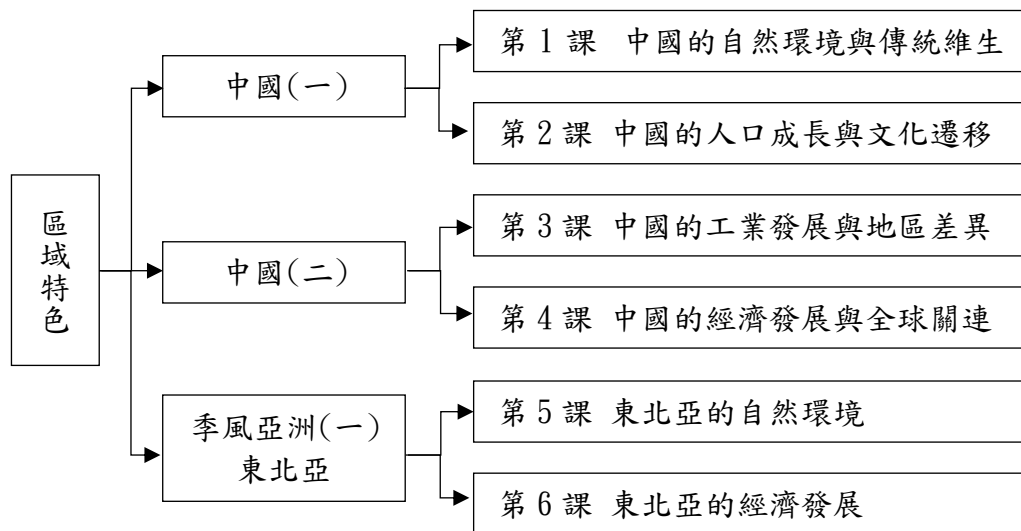 區域特色
中國(一)
第1課 中國的自然環境與傳統維生
第2課 中國的人口成長與文化遷移
中國(二)
第3課 中國的工業發展與地區差異
第4課 中國的經濟發展與全球關連
季風亞洲(一)
東北亞
第5課 東北亞的自然環境
第6課 東北亞的經濟發展